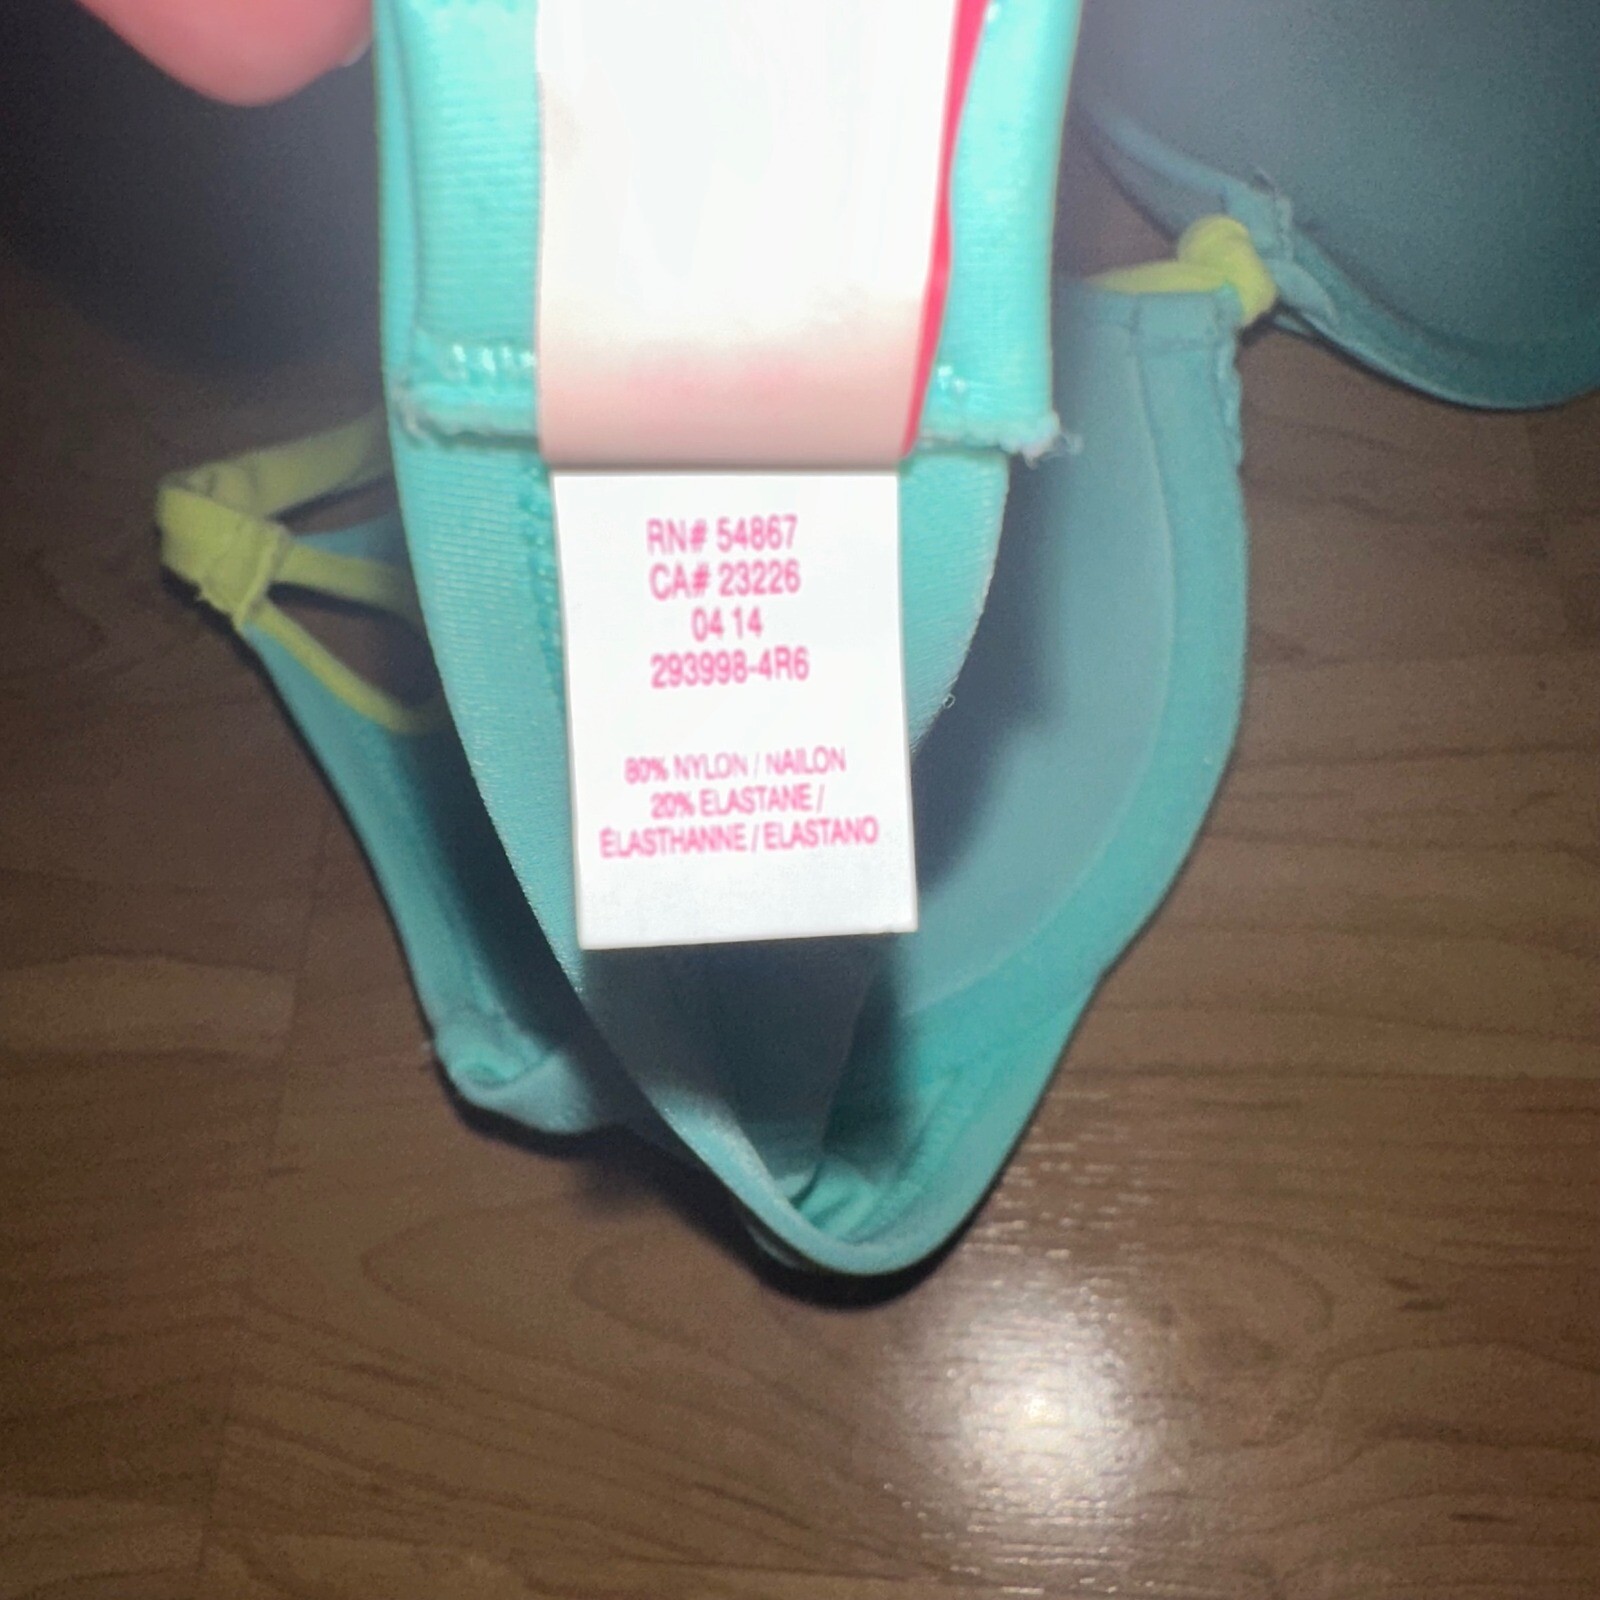 RN# 54867
CA# 23226
04 14
293998-4R6
80% NYLON / NAILON
20% ELASTANE /
ÉLASTHANNE / ELASTANO